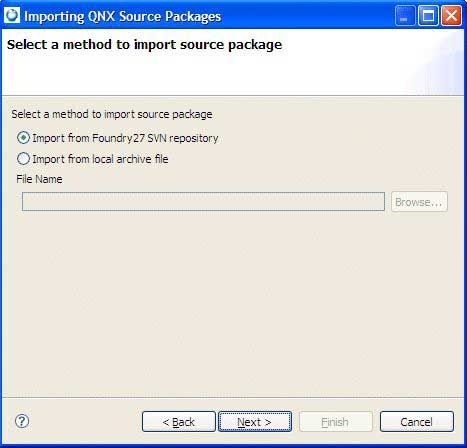 Importing QNX Source Packages
Select a method to import source package
Select a method to import source package
Import from Foundry27 SVN repository
Import from local archive file
File Name
Browse...
< Back Next > Finish Cancel